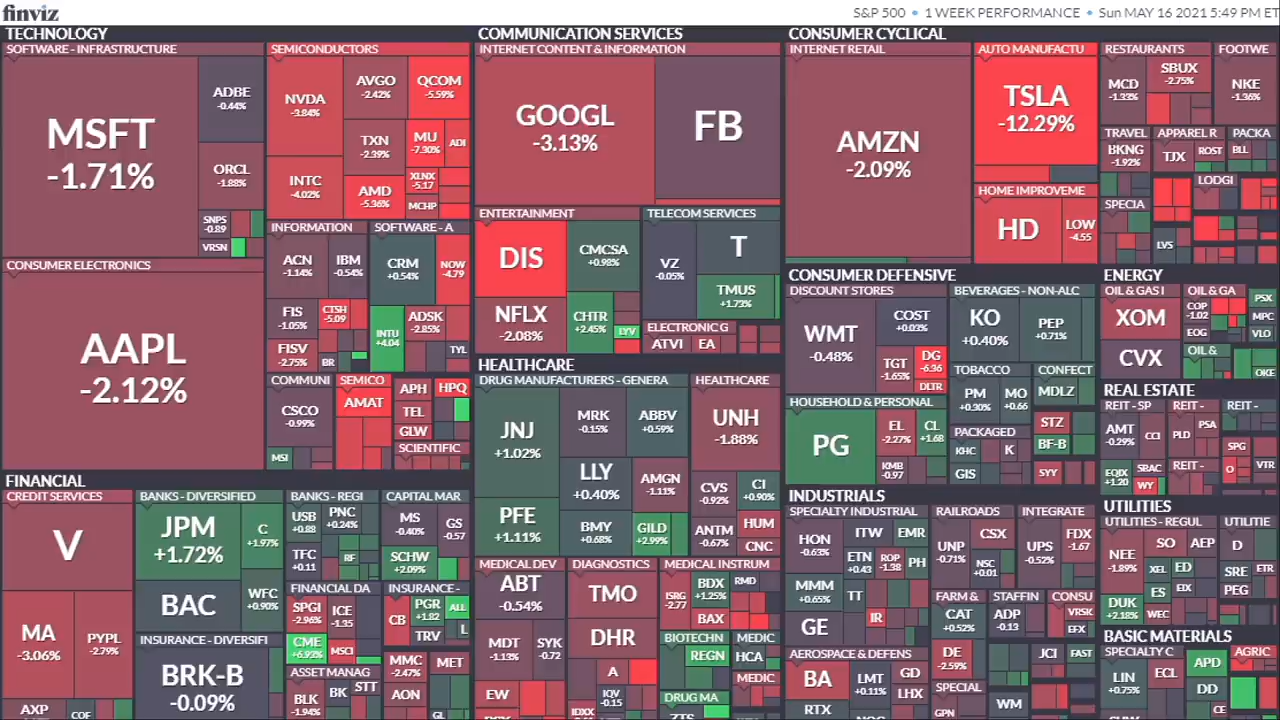 finviz
S&P 500 • 1 WEEK PERFORMANCE • Sun MAY 16 2021 5:49 PM ET
TECHNOLOGY
SOFTWARE - INFRASTRUCTURE
MSFT
-1.71%
ADBE
-0.44%
ORCL
-1.88%
SNPS
-0.89
VRSN
SEMICONDUCTORS
NVDA
-3.84%
AVGO
-2.42%
QCOM
-5.59%
TXN
-2.39%
MU
-7.30%
ADI
INTC
-4.02%
AMD
-5.36%
XLNX
-5.17
MCHP
CONSUMER ELECTRONICS
AAPL
-2.12%
INFORMATION
ACN
-1.14%
IBM
-0.54%
FIS
-1.05%
CTSH
-5.09
FISV
-2.75%
BR
SOFTWARE - A
CRM
+0.54%
NOW
-4.79
INTU
+4.04
ADSK
-2.85%
TYL
COMMUNI
CSCO
-0.99%
MSI
SEMICO
AMAT
APH
HPQ
TEL
GLW
SCIENTIFIC
COMMUNICATION SERVICES
INTERNET CONTENT & INFORMATION
GOOGL
-3.13%
FB
ENTERTAINMENT
DIS
CMCSA
+0.98%
NFLX
-2.08%
CHTR
+2.45%
LYV
TELECOM SERVICES
VZ
-0.05%
T
TMUS
+1.73%
ELECTRONIC G
ATVI
EA
CONSUMER CYCLICAL
INTERNET RETAIL
AMZN
-2.09%
AUTO MANUFACTU
TSLA
-12.29%
HOME IMPROVEME
HD
LOW
-4.55
RESTAURANTS
MCD
-1.33%
SBUX
-2.75%
FOOTWE
NKE
-1.36%
TRAVEL
BKNG
-1.92%
APPAREL R
TJX
ROST
PACKA
BLL
SPECIA
LODGI
LVS
HEALTHCARE
DRUG MANUFACTURERS - GENERA
JNJ
+1.02%
MRK
-0.15%
ABBV
+0.59%
LLY
+0.40%
AMGN
-1.11%
PFE
+1.11%
BMY
+0.68%
GILD
+2.99%
HEALTHCARE
UNH
-1.88%
CVS
-0.92%
CI
+0.90%
ANTM
-0.67%
HUM
CNC
MEDICAL DEV
ABT
-0.54%
MDT
-1.13%
SYK
-0.72
EW
DIAGNOSTICS
TMO
DHR
A
IQV
-0.15
IDXX
MEDICAL INSTRUM
ISRG
-2.77
BDX
+1.25%
RMD
BAX
BIOTECHN
REGN
MEDIC
HCA
MEDIC
DRUG MA
ZTS
CONSUMER DEFENSIVE
DISCOUNT STORES
WMT
-0.48%
COST
+0.03%
TGT
-1.65%
DG
-6.36
DLTR
BEVERAGES - NON-ALC
KO
+0.40%
PEP
+0.71%
HOUSEHOLD & PERSONAL
PG
EL
-2.27%
CL
+1.68
KMB
-0.97
TOBACCO
PM
+0.30%
MO
+0.66
CONFECT
MDLZ
PACKAGED
KHC
K
GIS
STZ
BF-B
SYY
ENERGY
OIL & GAS I
XOM
CVX
OIL & GA
COP
-1.02
EOG
PSX
MPC
VLO
OIL &
OKE
REAL ESTATE
REIT - SP
AMT
-0.29%
CCI
EQIX
+1.20
SBAC
WY
REIT -
PLD
PSA
REIT -
REIT -
SPG
O
VTR
FINANCIAL
CREDIT SERVICES
V
MA
-3.06%
PYPL
-2.79%
AXP
COF
BANKS - DIVERSIFIED
JPM
+1.72%
C
+1.97%
BAC
WFC
+0.90%
INSURANCE - DIVERSIFI
BRK-B
-0.09%
BANKS - REGI
USB
+0.88
PNC
+0.24%
TFC
+0.11
RF
CAPITAL MAR
MS
-0.40%
GS
-0.57
SCHW
+2.09%
FINANCIAL DA
SPGI
-2.96%
ICE
-1.35
CME
+6.93%
MSCI
INSURANCE -
CB
PGR
+1.82
ALL
TRV
L
ASSET MANAG
BLK
-1.94%
BK
STT
MMC
-2.47%
MET
AON
GL
INDUSTRIALS
SPECIALTY INDUSTRIAL
HON
-0.63%
ITW
EMR
ETN
+0.43
ROP
-1.38
PH
MMM
+0.65%
TT
GE
IR
RAILROADS
UNP
-0.71%
CSX
NSC
+0.01
INTEGRATE
UPS
-0.52%
FDX
-1.67
FARM &
CAT
+0.52%
DE
-2.59%
STAFFIN
ADP
-0.13
CONSU
VRSK
EFX
AEROSPACE & DEFENS
BA
LMT
+0.11%
GD
LHX
RTX
NOC
JCI
FAST
SPECIAL
GPN
WM
UTILITIES
UTILITIES - REGUL
NEE
-1.89%
SO
AEP
XEL
ED
ES
EIX
DUK
+2.18%
WEC
UTILITIE
D
SRE
ETR
PEG
BASIC MATERIALS
SPECIALTY C
LIN
+0.75%
ECL
APD
DD
CE
AGRIC